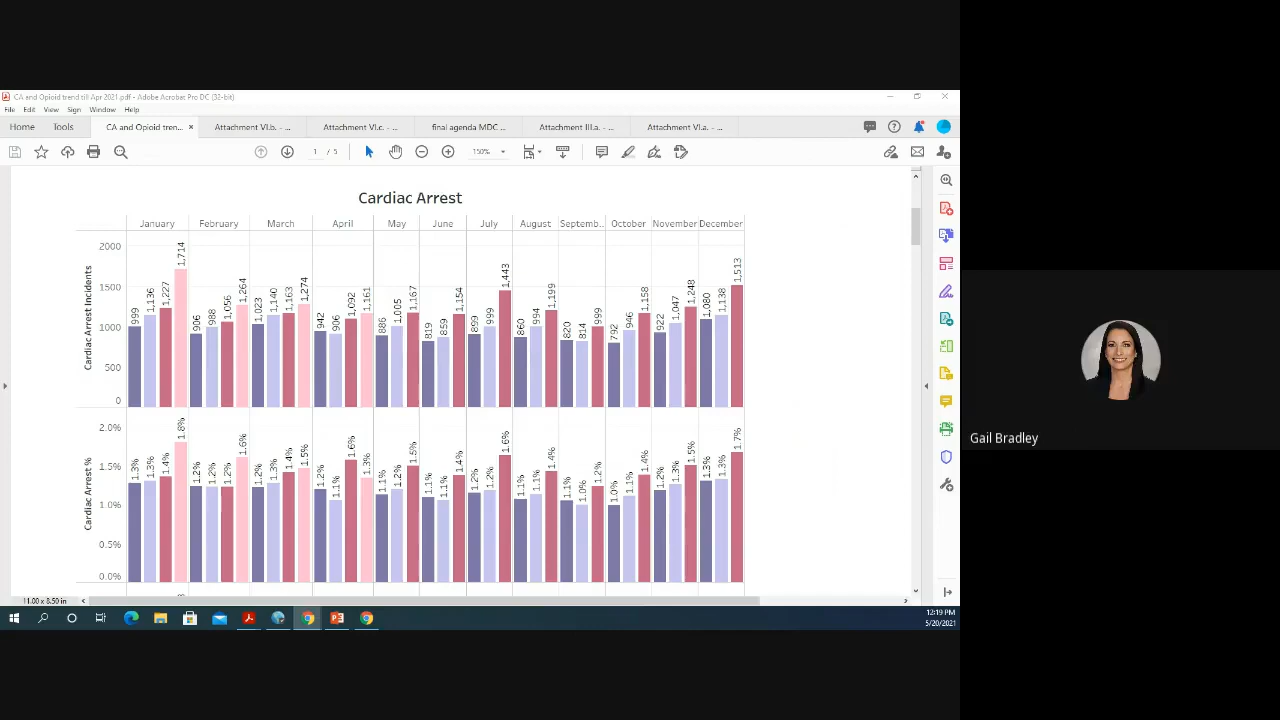 CA and Opioid trend till Apr 2021.pdf - Adobe Acrobat Pro DC (32-bit)
File Edit View Sign Window Help
Home Tools CA and Opioid tren... × Attachment VI.b. - ... Attachment VI.c. - ... final agenda MDC ... Attachment III.a. - ... Attachment VI.a. - ...
1 / 5 150%
Cardiac Arrest
January February March April May June July August Septemb.. October November December
Cardiac Arrest Incidents
2000
1500
1000
500
0
999 1,136 1,227 1,714 996 988 1,056 1,264 1,023 1,140 1,163 1,274 942 906 1,092 1,161 886 1,005 1,167 819 859 1,154 899 999 1,443 860 994 1,199 820 814 999 792 946 1,158 922 1,047 1,248 1,080 1,138 1,513
Cardiac Arrest %
2.0%
1.5%
1.0%
0.5%
0.0%
1.3% 1.3% 1.4% 1.8% 1.2% 1.2% 1.2% 1.6% 1.2% 1.3% 1.4% 1.5% 1.2% 1.1% 1.6% 1.3% 1.1% 1.2% 1.5% 1.1% 1.1% 1.4% 1.2% 1.2% 1.6% 1.1% 1.1% 1.4% 1.1% 1.0% 1.2% 1.0% 1.1% 1.4% 1.2% 1.3% 1.5% 1.3% 1.3% 1.7%
11.00 x 8.50 in
12:19 PM
5/20/2021
Gail Bradley